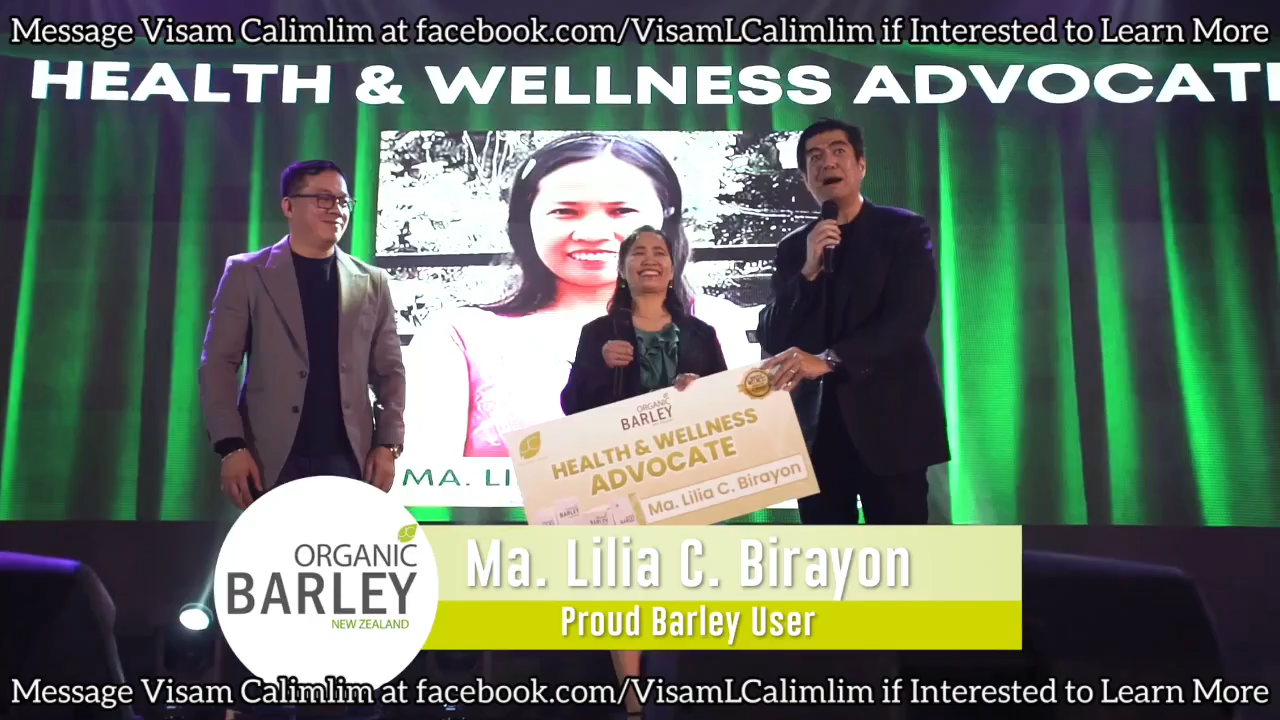 Message Visam Calimlim at facebook.com/VisamLCalimlim if Interested to Learn More
HEALTH & WELLNESS ADVOCAT
MA. LI
ORGANIC
BARLEY
HEALTH & WELLNESS
ADVOCATE
Ma. Lilia C. Birayon
ORGANIC
BARLEY
NEW ZEALAND
Ma. Lilia C. Birayon
Proud Barley User
Message Visam Calimlim at facebook.com/VisamLCalimlim if Interested to Learn More